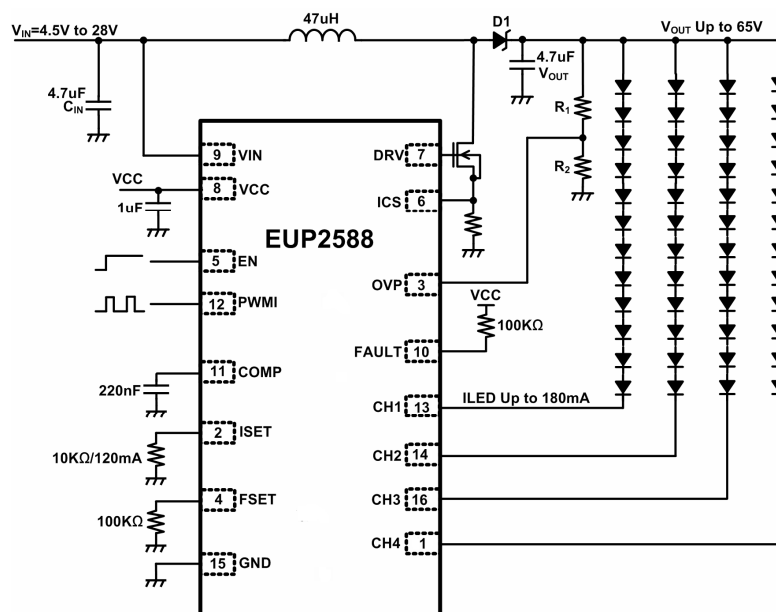 47uH
D1
VIN=4.5V to 28V
VOUT Up to 65V
4.7uF
CIN
4.7uF
VOUT
R1
R2
9 VIN
DRV 7
VCC
8 VCC
1uF
ICS 6
EUP2588
5 EN
OVP 3
12 PWMI
VCC
100KΩ
FAULT 10
11 COMP
220nF
CH1 13
ILED Up to 180mA
2 ISET
10KΩ/120mA
CH2 14
4 FSET
CH3 16
100KΩ
CH4 1
15 GND